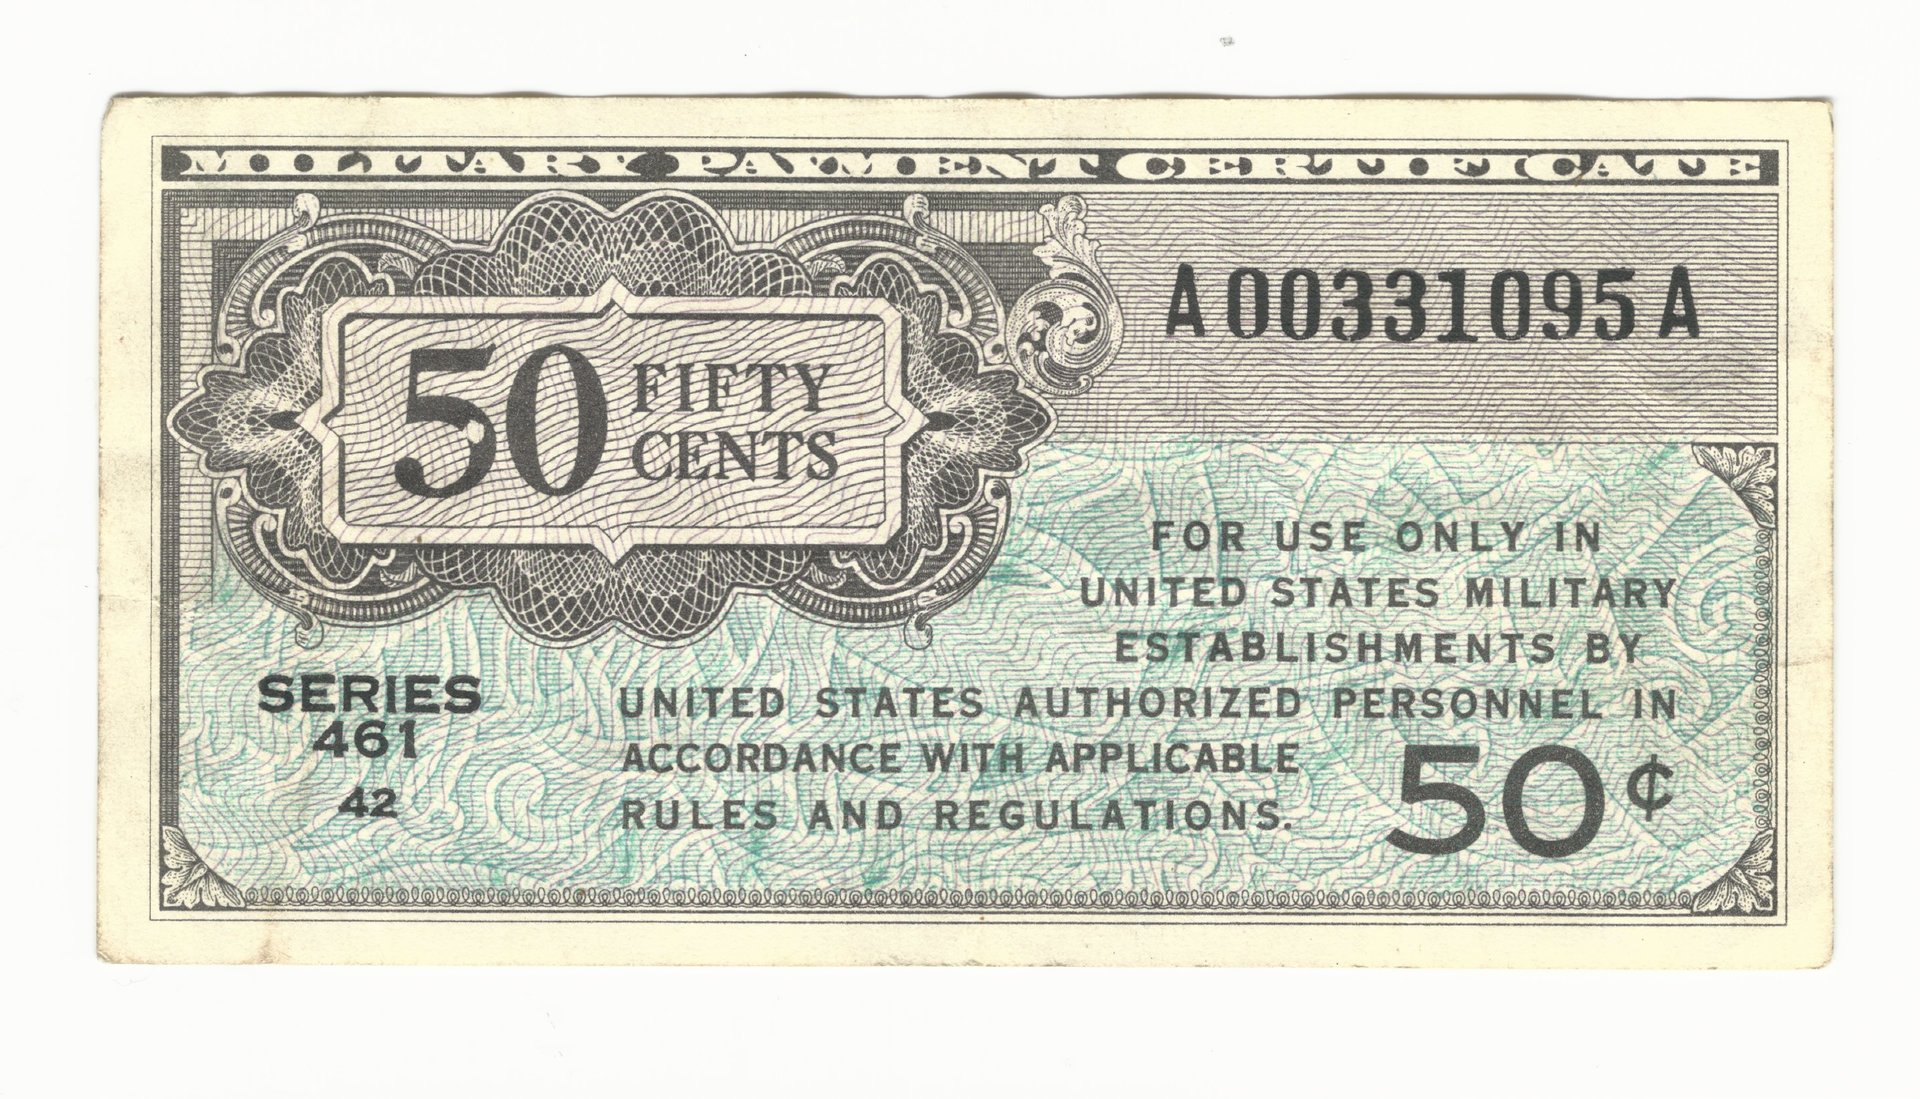 MILITARY PAYMENT CERTIFICATE
A00331095A
50 FIFTY
CENTS
FOR USE ONLY IN
UNITED STATES MILITARY
ESTABLISHMENTS BY
UNITED STATES AUTHORIZED PERSONNEL IN
ACCORDANCE WITH APPLICABLE
RULES AND REGULATIONS.
SERIES
461
42
50¢